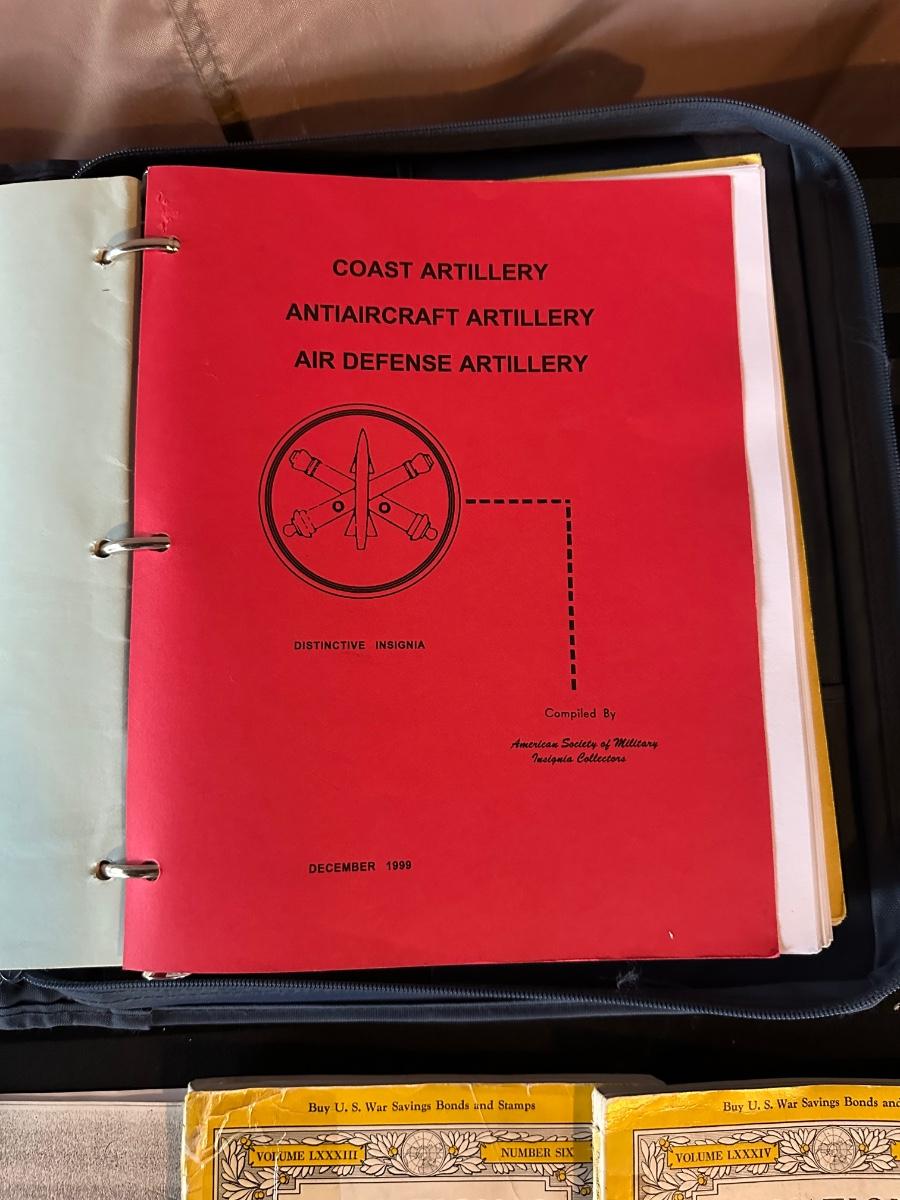 COAST ARTILLERY
ANTIAIRCRAFT ARTILLERY
AIR DEFENSE ARTILLERY
DISTINCTIVE INSIGNIA
Compiled By
American Society of Military
Insignia Collectors
DECEMBER 1999
Buy U. S. War Savings Bonds and Stamps
VOLUME LXXXIII
NUMBER SIX
Buy U. S. War Savings Bonds and
VOLUME LXXXIV